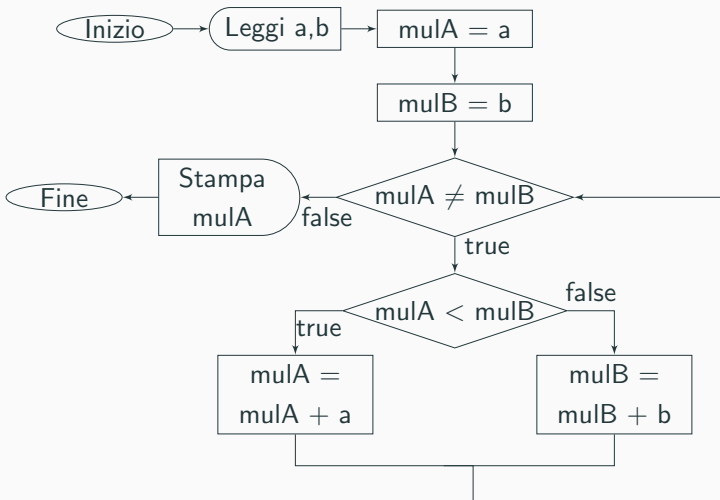 Inizio
Leggi a,b
mulA = a
mulB = b
mulA ≠ mulB
false
Stampa
mulA
Fine
true
mulA < mulB
true
false
mulA =
mulA + a
mulB =
mulB + b